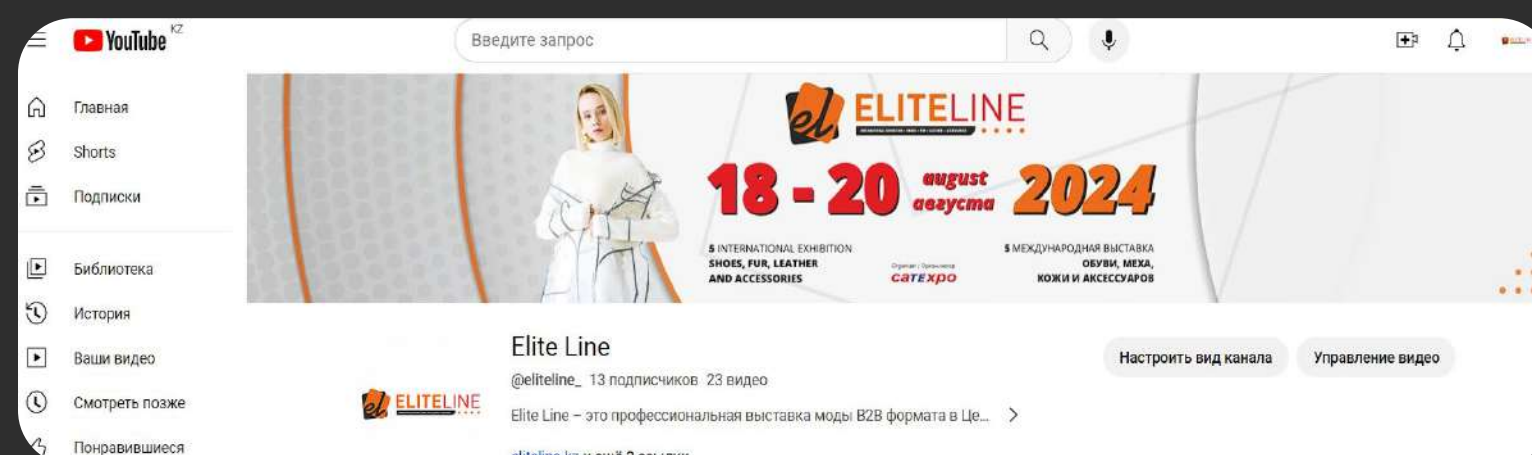 YouTube KZ
Введите запрос
Главная
Shorts
Подписки
Библиотека
История
Ваши видео
Смотреть позже
Понравившиеся
el ELITELINE
18 - 20 august августа 2024
5 INTERNATIONAL EXHIBITION
SHOES, FUR, LEATHER
AND ACCESSORIES
CATEXPO
5 МЕЖДУНАРОДНАЯ ВЫСТАВКА
ОБУВИ, МЕХА,
КОЖИ И АКСЕССУАРОВ
el ELITELINE
Elite Line
@eliteline_ 13 подписчиков 23 видео
Elite Line – это профессиональная выставка моды B2B формата в Це...
Настроить вид канала
Управление видео